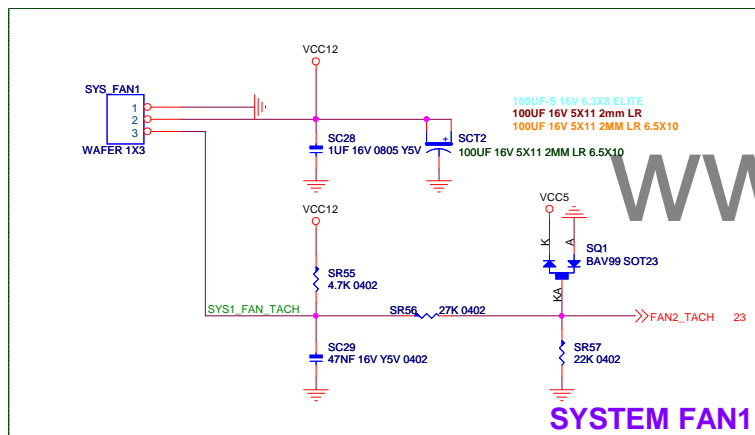 VCC12
SYS_FAN1
1
2
3
WAFER 1X3
100UF-S 16V 6.3X8 ELITE
100UF 16V 5X11 2mm LR
100UF 16V 5X11 2MM LR 6.5X10
SC28
1UF 16V 0805 Y5V
+
SCT2
100UF 16V 5X11 2MM LR 6.5X10
WW
VCC12
VCC5
K
A
SQ1
BAV99 SOT23
KA
SR55
4.7K 0402
SYS1_FAN_TACH
SR56
27K 0402
FAN2_TACH
23
SC29
47NF 16V Y5V 0402
SR57
22K 0402
SYSTEM FAN1